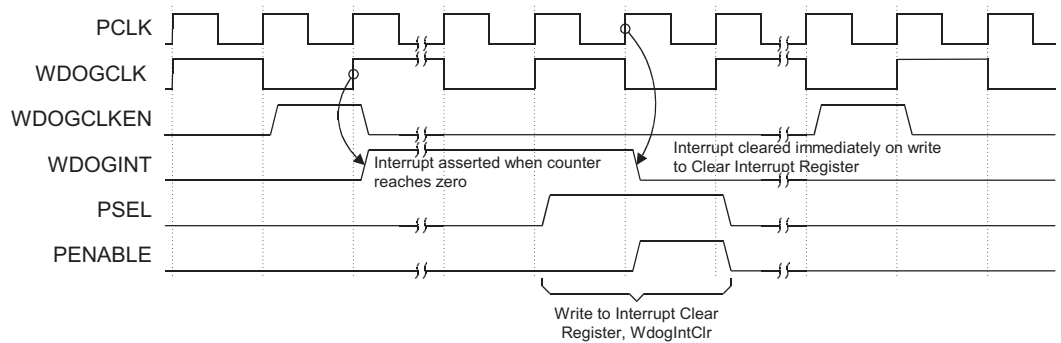 PCLK
WDOGCLK
WDOGCLKEN
WDOGINT
Interrupt asserted when counter
reaches zero
Interrupt cleared immediately on write
to Clear Interrupt Register
PSEL
PENABLE
Write to Interrupt Clear
Register, WdogIntClr